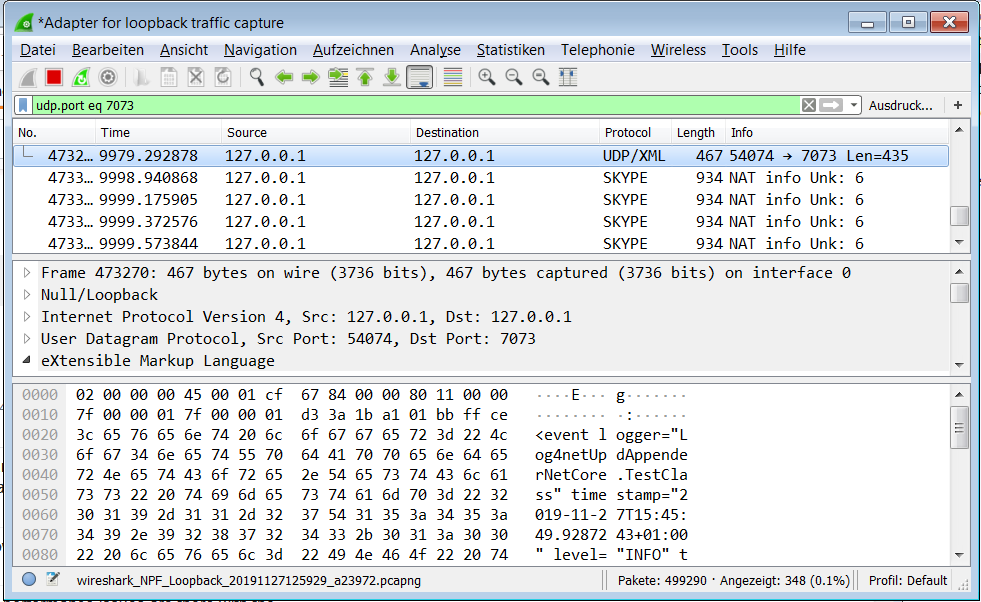 *Adapter for loopback traffic capture
Datei Bearbeiten Ansicht Navigation Aufzeichnen Analyse Statistiken Telephonie Wireless Tools Hilfe
udp.port eq 7073 Ausdruck... +
No. Time Source Destination Protocol Length Info
4732… 9979.292878 127.0.0.1 127.0.0.1 UDP/XML 467 54074 → 7073 Len=435
4733… 9998.940868 127.0.0.1 127.0.0.1 SKYPE 934 NAT info Unk: 6
4733… 9999.175905 127.0.0.1 127.0.0.1 SKYPE 934 NAT info Unk: 6
4733… 9999.372576 127.0.0.1 127.0.0.1 SKYPE 934 NAT info Unk: 6
4733… 9999.573844 127.0.0.1 127.0.0.1 SKYPE 934 NAT info Unk: 6
Frame 473270: 467 bytes on wire (3736 bits), 467 bytes captured (3736 bits) on interface 0
Null/Loopback
Internet Protocol Version 4, Src: 127.0.0.1, Dst: 127.0.0.1
User Datagram Protocol, Src Port: 54074, Dst Port: 7073
eXtensible Markup Language
0000 02 00 00 00 45 00 01 cf 67 84 00 00 80 11 00 00 ····E··· g·······
0010 7f 00 00 01 7f 00 00 01 d3 3a 1b a1 01 bb ff ce ········ ·:······
0020 3c 65 76 65 6e 74 20 6c 6f 67 67 65 72 3d 22 4c <event l ogger="L
0030 6f 67 34 6e 65 74 55 70 64 41 70 70 65 6e 64 65 og4netUp dAppende
0040 72 4e 65 74 43 6f 72 65 2e 54 65 73 74 43 6c 61 rNetCore .TestCla
0050 73 73 22 20 74 69 6d 65 73 74 61 6d 70 3d 22 32 ss" time stamp="2
0060 30 31 39 2d 31 31 2d 32 37 54 31 35 3a 34 35 3a 019-11-2 7T15:45:
0070 34 39 2e 39 32 38 37 32 34 33 2b 30 31 3a 30 30 49.92872 43+01:00
0080 22 20 6c 65 76 65 6c 3d 22 49 4e 46 4f 22 20 74 " level= "INFO" t
wireshark_NPF_Loopback_20191127125929_a23972.pcapng Pakete: 499290 · Angezeigt: 348 (0.1%) Profil: Default